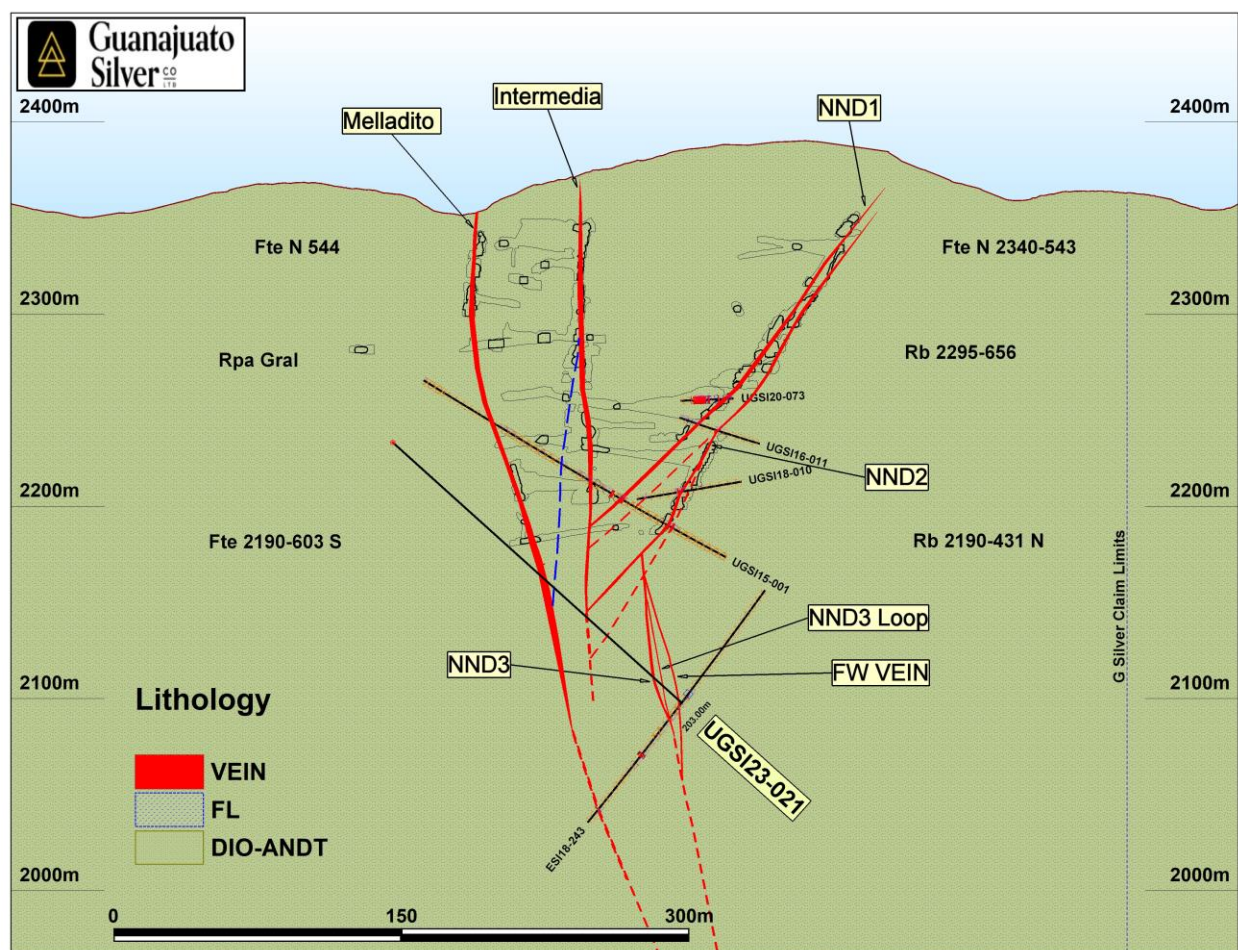 Guanajuato
Silver CO
LTD
2400m
2400m
Intermedia
NND1
Melladito
Fte N 544
Fte N 2340-543
2300m
2300m
Rpa Gral
Rb 2295-656
UGSI20-073
UGSI16-011
NND2
UGSI18-010
2200m
2200m
Fte 2190-603 S
Rb 2190-431 N
UGSI15-001
G Silver Claim Limits
NND3 Loop
NND3
FW VEIN
2100m
2100m
203.00m
UGSI23-021
Lithology
VEIN
FL
DIO-ANDT
ESI18-243
2000m
2000m
0
150
300m